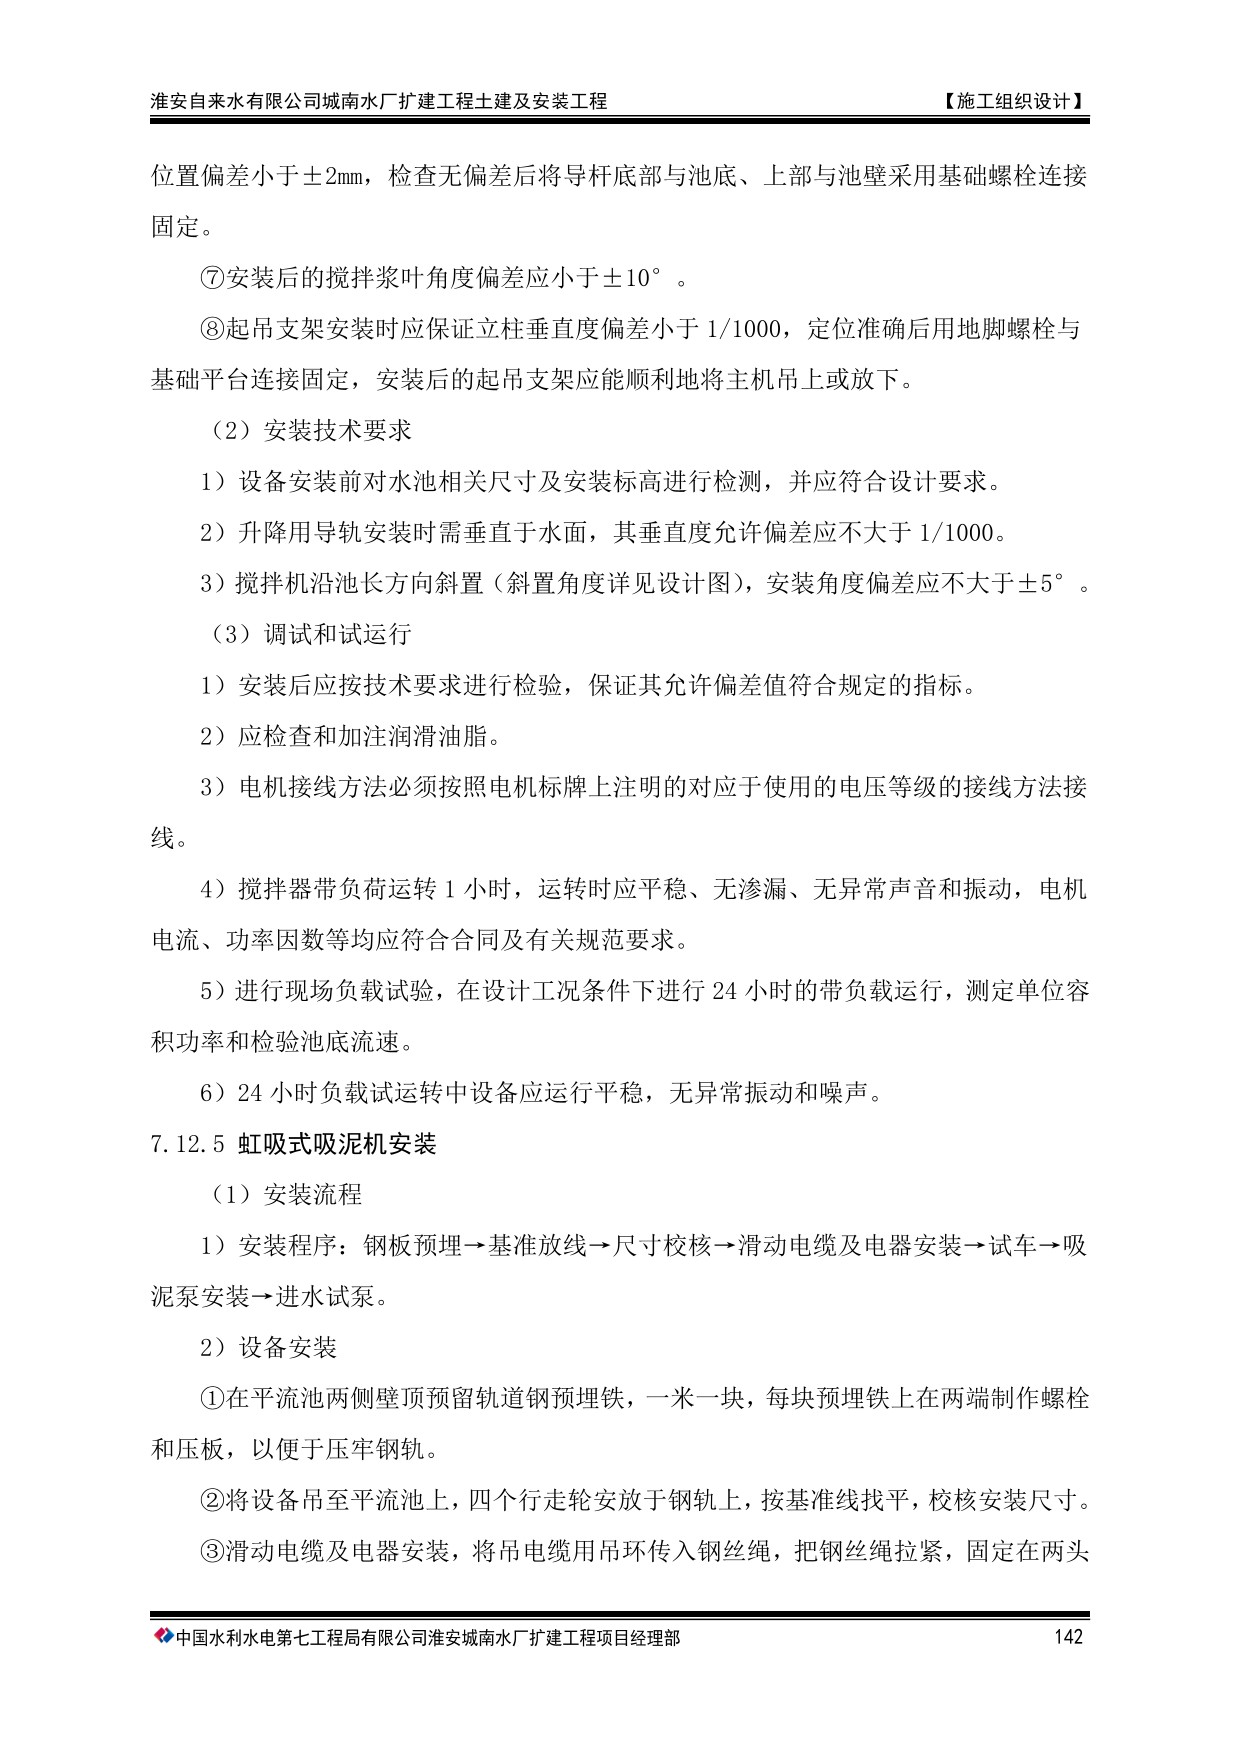 淮安自来水有限公司城南水厂扩建工程土建及安装工程 【施工组织设计】
位置偏差小于±2mm，检查无偏差后将导杆底部与池底、上部与池壁采用基础螺栓连接
固定。
⑦安装后的搅拌浆叶角度偏差应小于±10°。
⑧起吊支架安装时应保证立柱垂直度偏差小于 1/1000，定位准确后用地脚螺栓与
基础平台连接固定，安装后的起吊支架应能顺利地将主机吊上或放下。
（2）安装技术要求
1）设备安装前对水池相关尺寸及安装标高进行检测，并应符合设计要求。
2）升降用导轨安装时需垂直于水面，其垂直度允许偏差应不大于 1/1000。
3）搅拌机沿池长方向斜置（斜置角度详见设计图），安装角度偏差应不大于±5°。
（3）调试和试运行
1）安装后应按技术要求进行检验，保证其允许偏差值符合规定的指标。
2）应检查和加注润滑油脂。
3）电机接线方法必须按照电机标牌上注明的对应于使用的电压等级的接线方法接
线。
4）搅拌器带负荷运转 1 小时，运转时应平稳、无渗漏、无异常声音和振动，电机
电流、功率因数等均应符合合同及有关规范要求。
5）进行现场负载试验，在设计工况条件下进行 24 小时的带负载运行，测定单位容
积功率和检验池底流速。
6）24 小时负载试运转中设备应运行平稳，无异常振动和噪声。
7.12.5 虹吸式吸泥机安装
（1）安装流程
1）安装程序：钢板预埋→基准放线→尺寸校核→滑动电缆及电器安装→试车→吸
泥泵安装→进水试泵。
2）设备安装
①在平流池两侧壁顶预留轨道钢预埋铁，一米一块，每块预埋铁上在两端制作螺栓
和压板，以便于压牢钢轨。
②将设备吊至平流池上，四个行走轮安放于钢轨上，按基准线找平，校核安装尺寸。
③滑动电缆及电器安装，将吊电缆用吊环传入钢丝绳，把钢丝绳拉紧，固定在两头
中国水利水电第七工程局有限公司淮安城南水厂扩建工程项目经理部 142